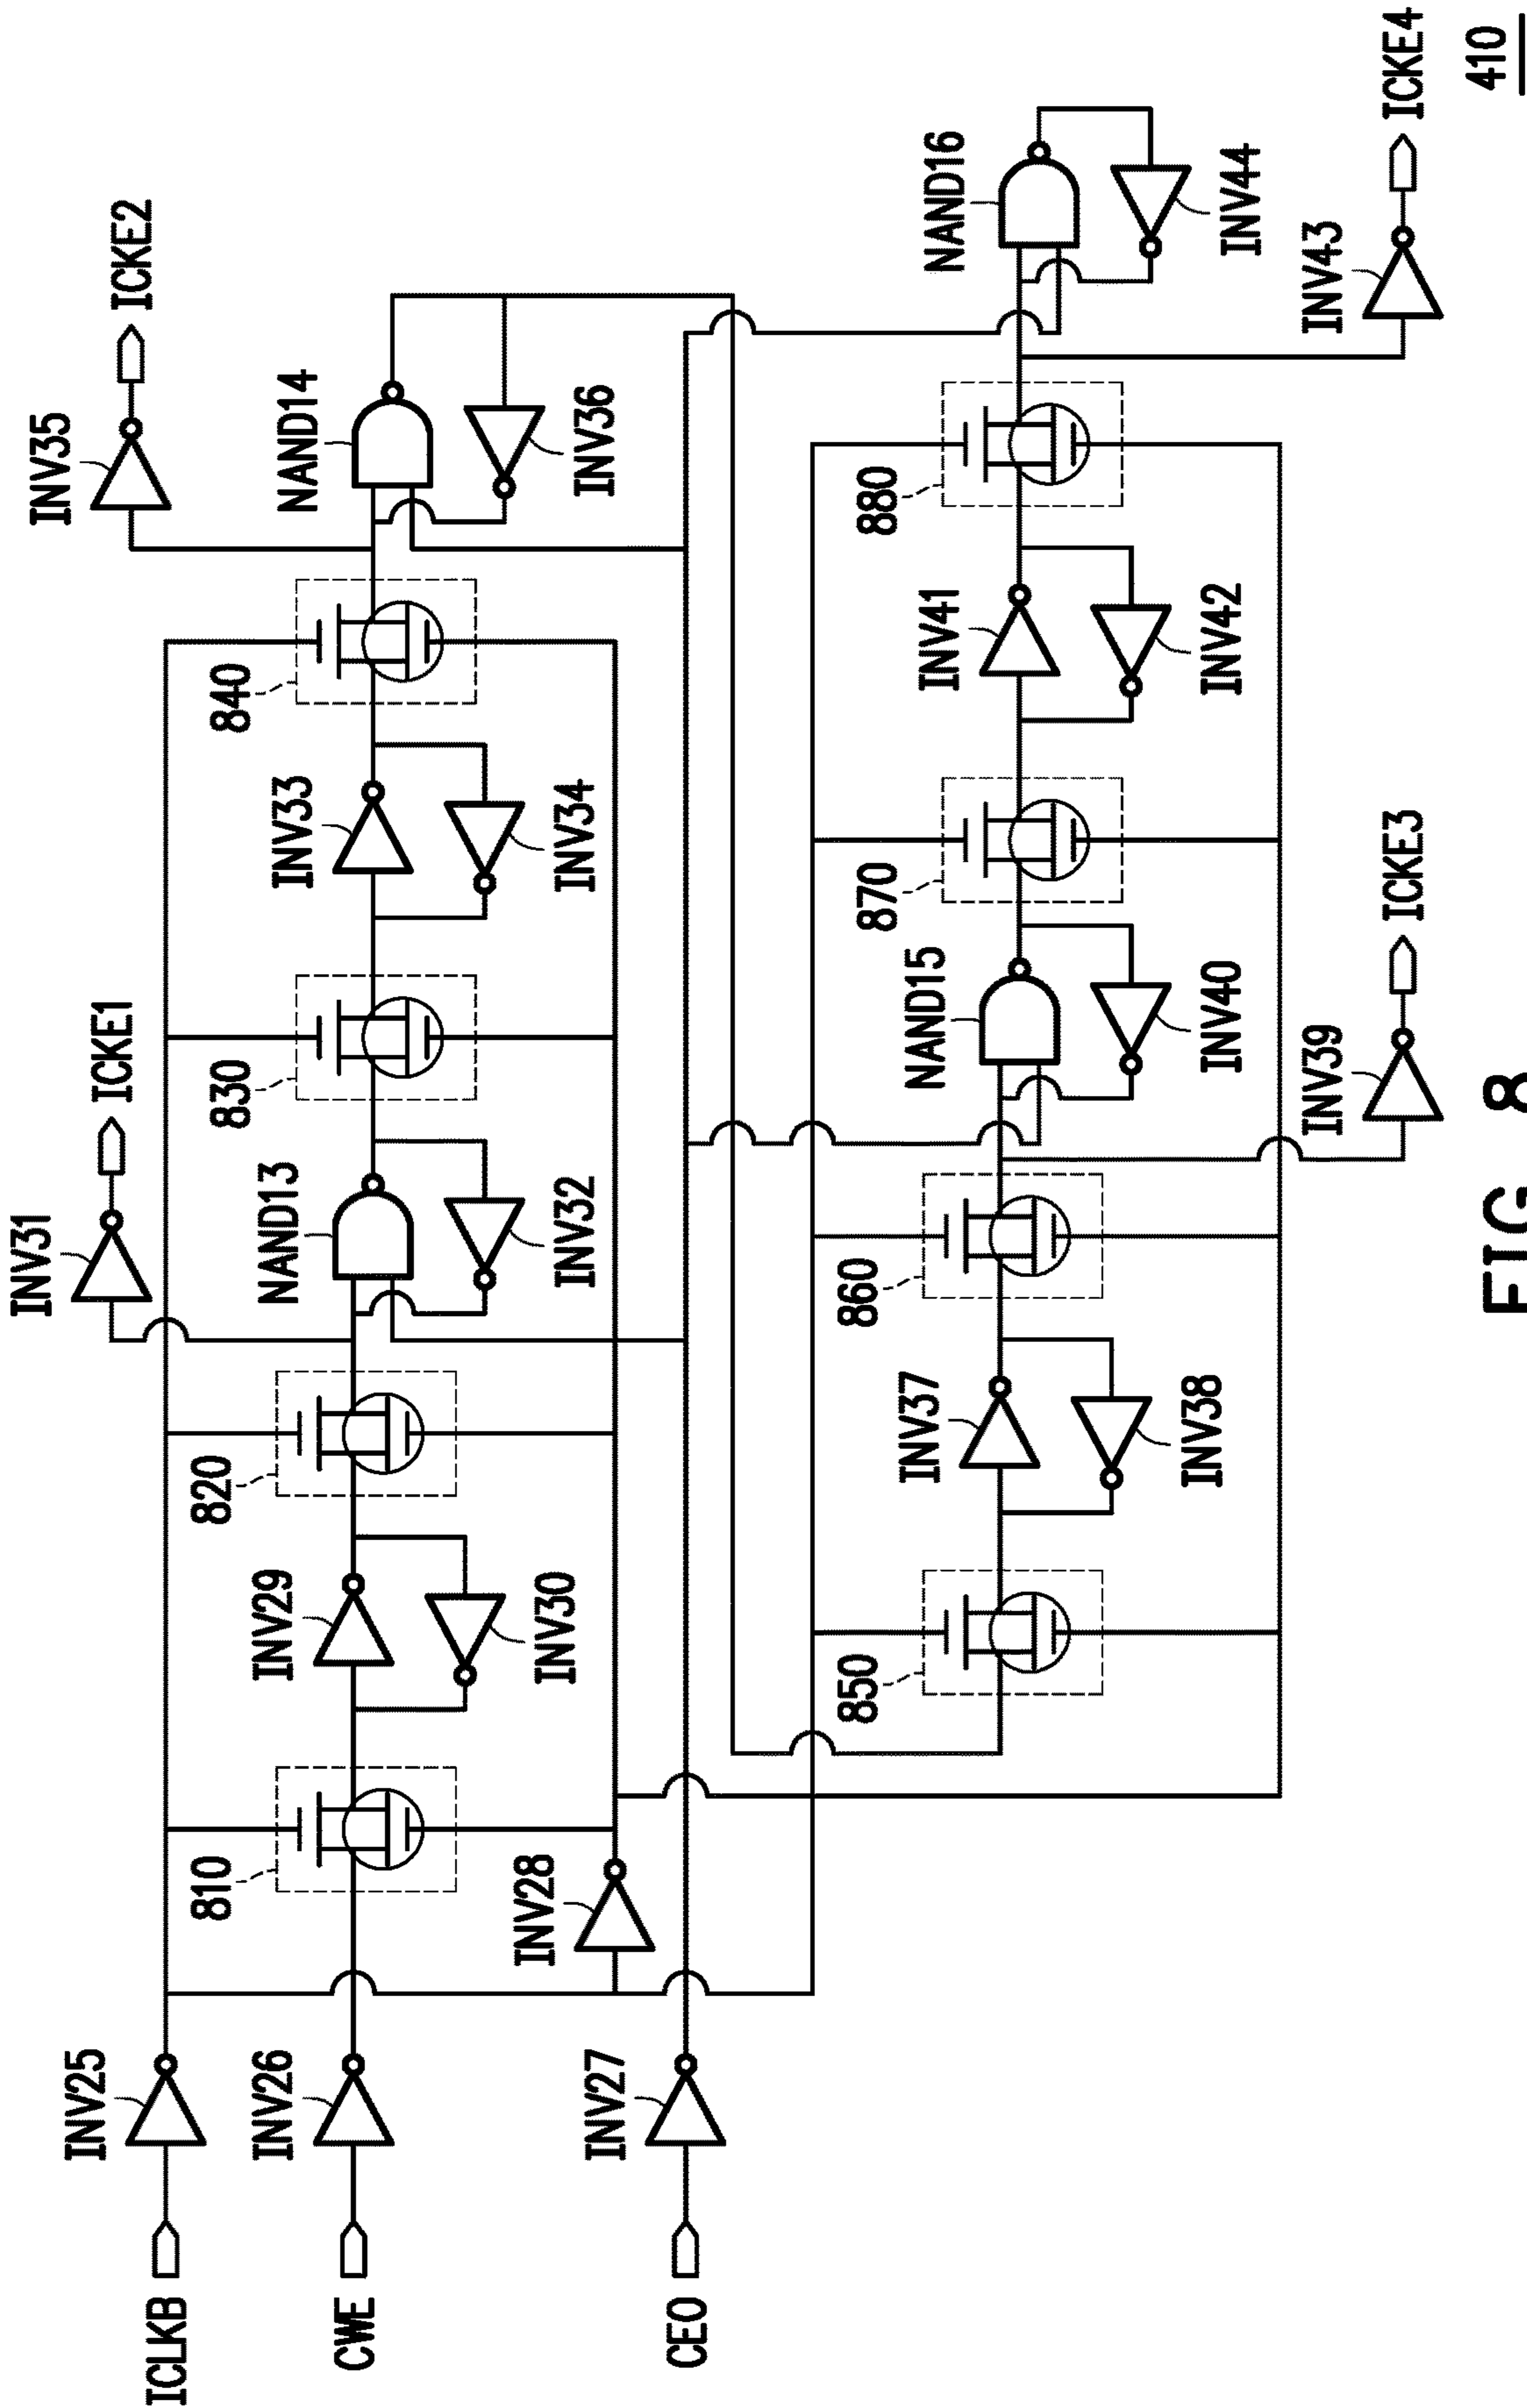 INV25
INV26
INV27
ICLKB
CWE
CEO
INV31
ICKE1
INV35
ICKE2
810
INV29
820
NAND13
830
INV33
840
NAND14
INV28
INV30
INV32
INV34
INV36
850
INV37
860
NAND15
870
INV41
880
NAND16
INV38
INV40
INV42
INV44
INV39
ICKE3
INV43
ICKE4
410
FIG. 8